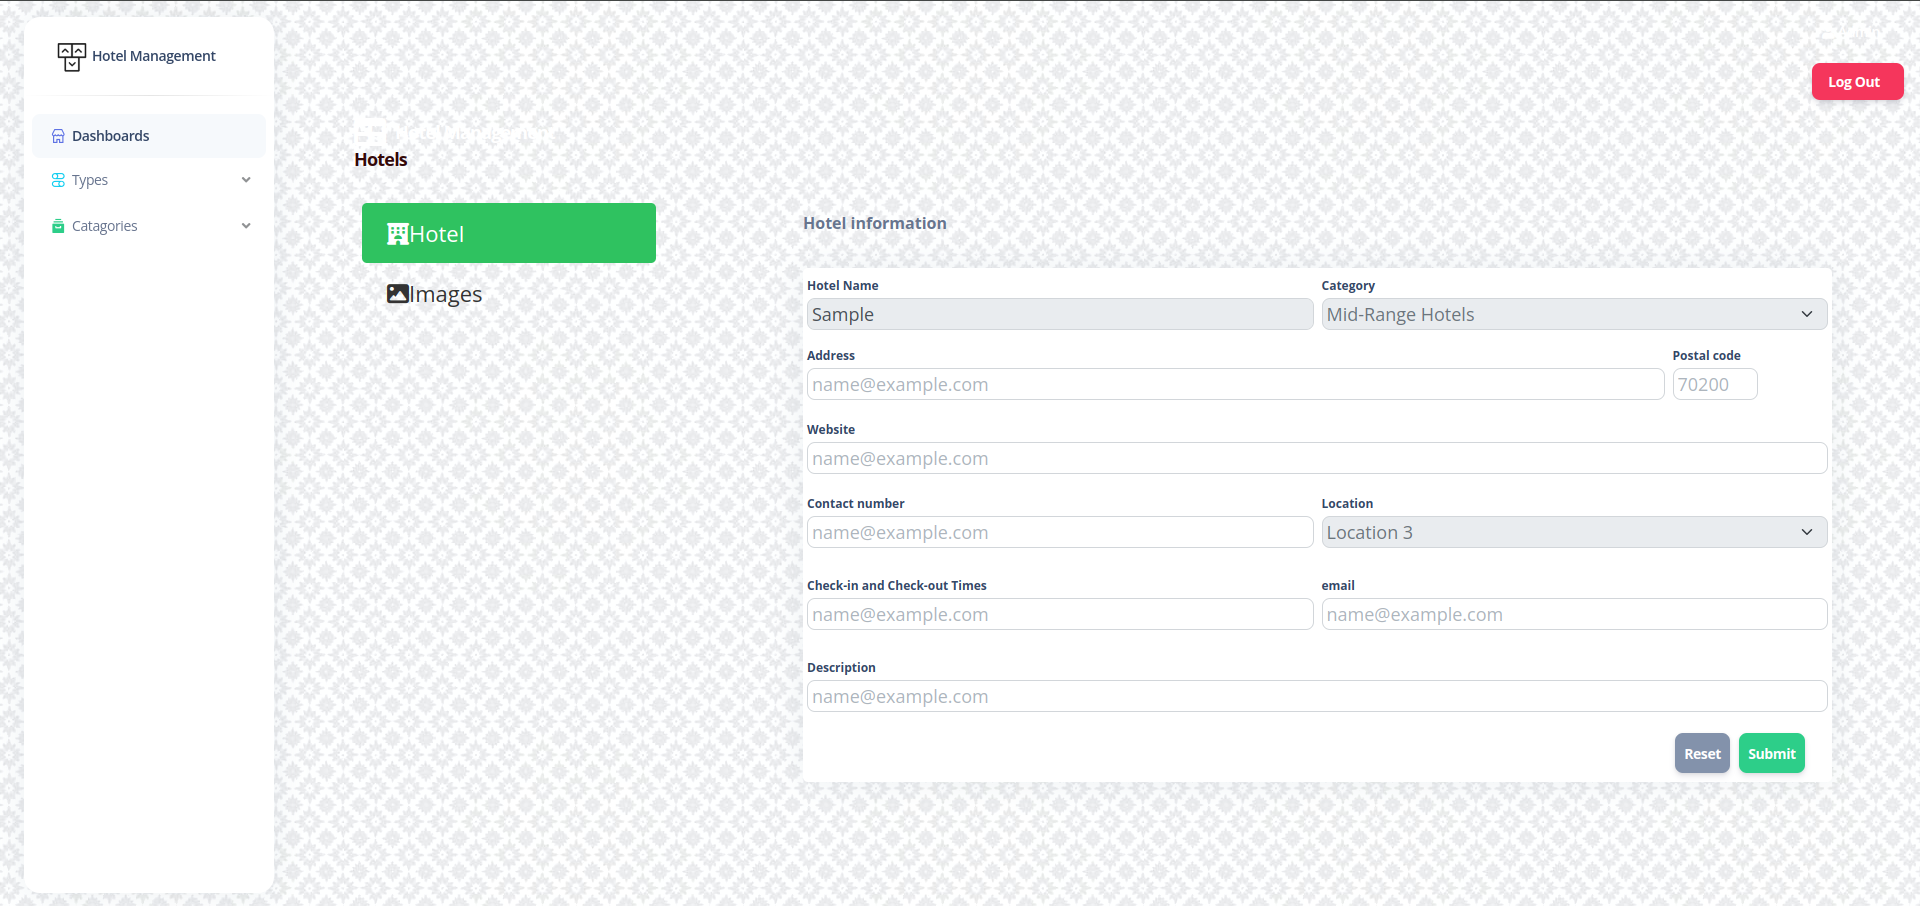 Hotel Management
Log Out
Dashboards
Types
Catagories
Hotels
Hotel
Images
Hotel information
Hotel Name
Category
Sample
Mid-Range Hotels
Address
Postal code
name@example.com
70200
Website
name@example.com
Contact number
Location
name@example.com
Location 3
Check-in and Check-out Times
email
name@example.com
name@example.com
Description
name@example.com
Reset
Submit